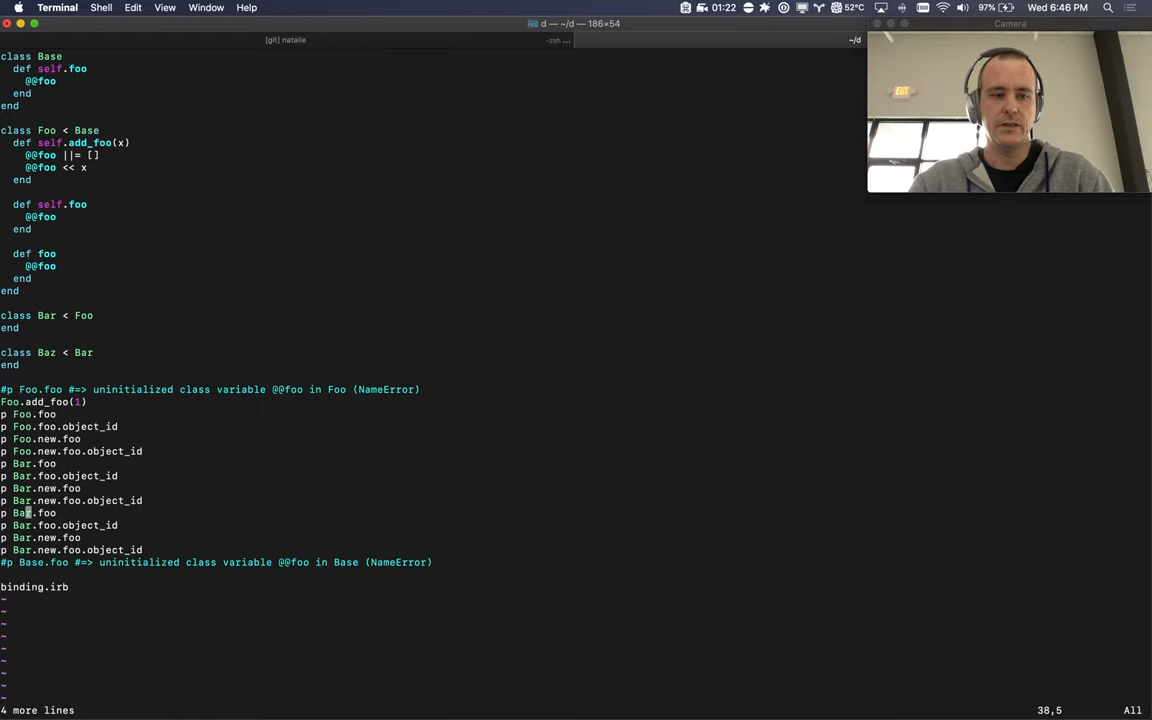 Terminal Shell Edit View Window Help 01:22 52°C 97% Wed 6:46 PM
d — ~/d — 186×54
Camera
[git] natalie
-zsh ...
~/d
EXIT
class Base
  def self.foo
    @@foo
  end
end
class Foo < Base
  def self.add_foo(x)
    @@foo ||= []
    @@foo << x
  end
  def self.foo
    @@foo
  end
  def foo
    @@foo
  end
end
class Bar < Foo
end
class Baz < Bar
end
#p Foo.foo #=> uninitialized class variable @@foo in Foo (NameError)
Foo.add_foo(1)
p Foo.foo
p Foo.foo.object_id
p Foo.new.foo
p Foo.new.foo.object_id
p Bar.foo
p Bar.foo.object_id
p Bar.new.foo
p Bar.new.foo.object_id
p Bar.foo
p Bar.foo.object_id
p Bar.new.foo
p Bar.new.foo.object_id
#p Base.foo #=> uninitialized class variable @@foo in Base (NameError)
binding.irb
~
~
~
~
~
~
~
~
~
4 more lines 38,5 All